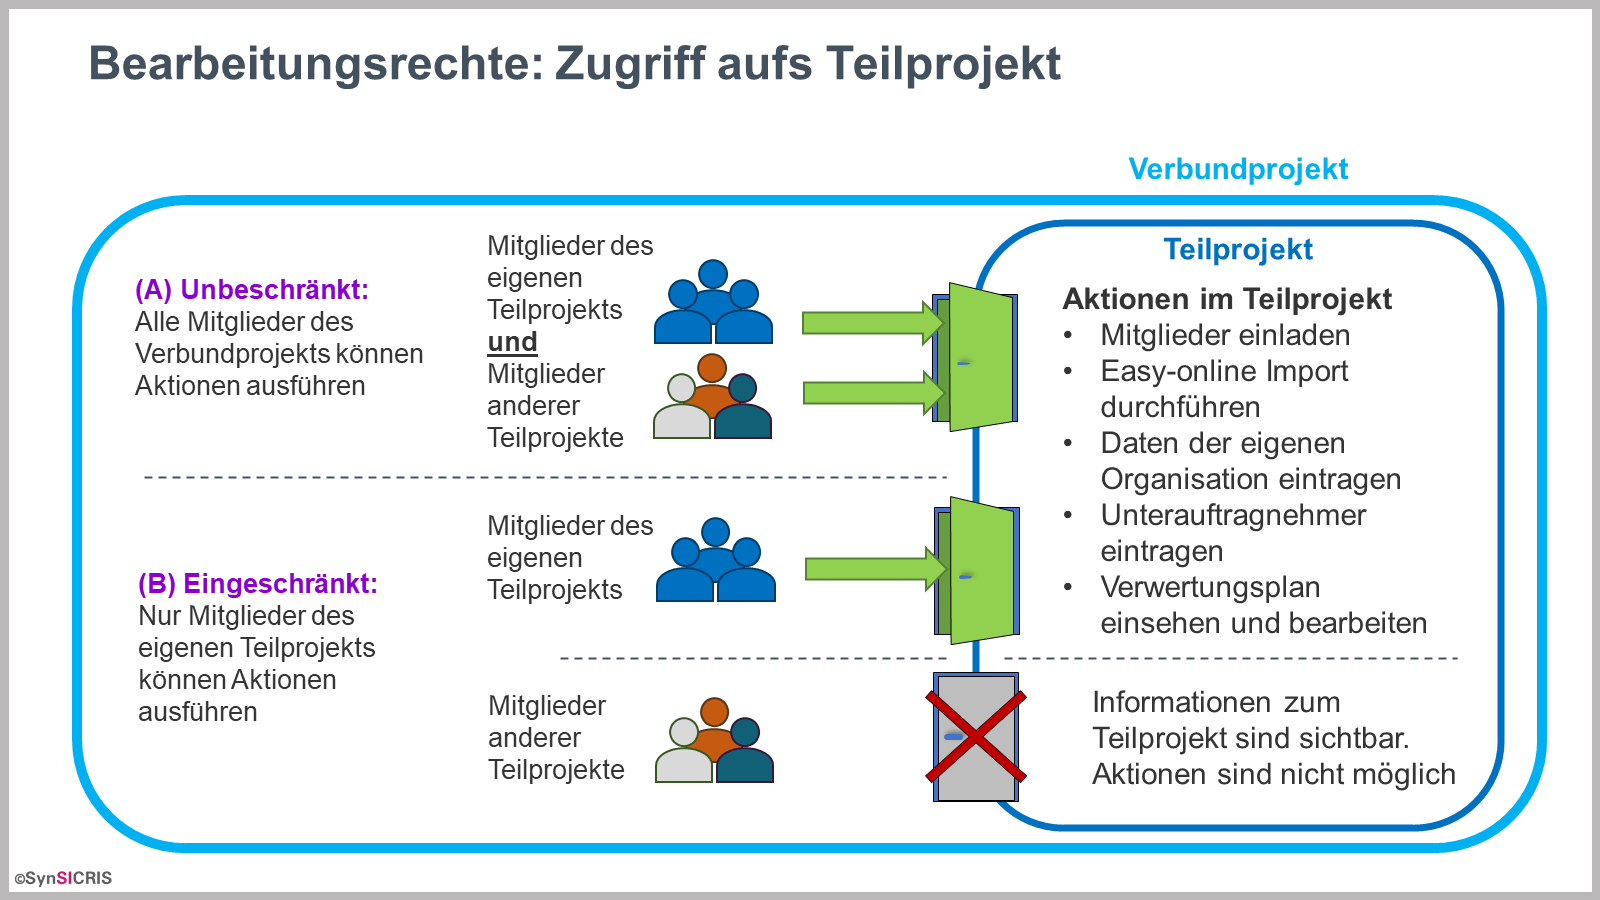 Bearbeitungsrechte: Zugriff aufs Teilprojekt
Verbundprojekt
(A) Unbeschränkt:
Alle Mitglieder des
Verbundprojekts können
Aktionen ausführen
Mitglieder des
eigenen
Teilprojekts
und
Mitglieder
anderer
Teilprojekte
(B) Eingeschränkt:
Nur Mitglieder des
eigenen Teilprojekts
können Aktionen
ausführen
Mitglieder des
eigenen
Teilprojekts
Mitglieder
anderer
Teilprojekte
Teilprojekt
Aktionen im Teilprojekt
• Mitglieder einladen
• Easy-online Import
durchführen
• Daten der eigenen
Organisation eintragen
• Unterauftragnehmer
eintragen
• Verwertungsplan
einsehen und bearbeiten
Informationen zum
Teilprojekt sind sichtbar.
Aktionen sind nicht möglich
©SynSICRIS